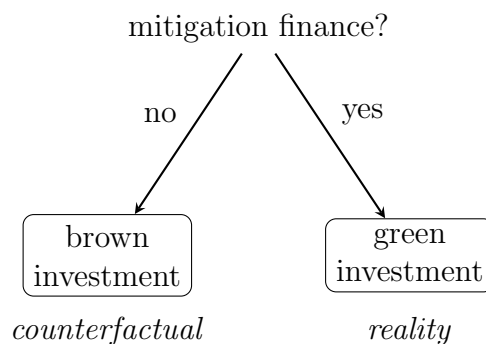 mitigation finance?
no
yes
brown
investment
green
investment
counterfactual
reality